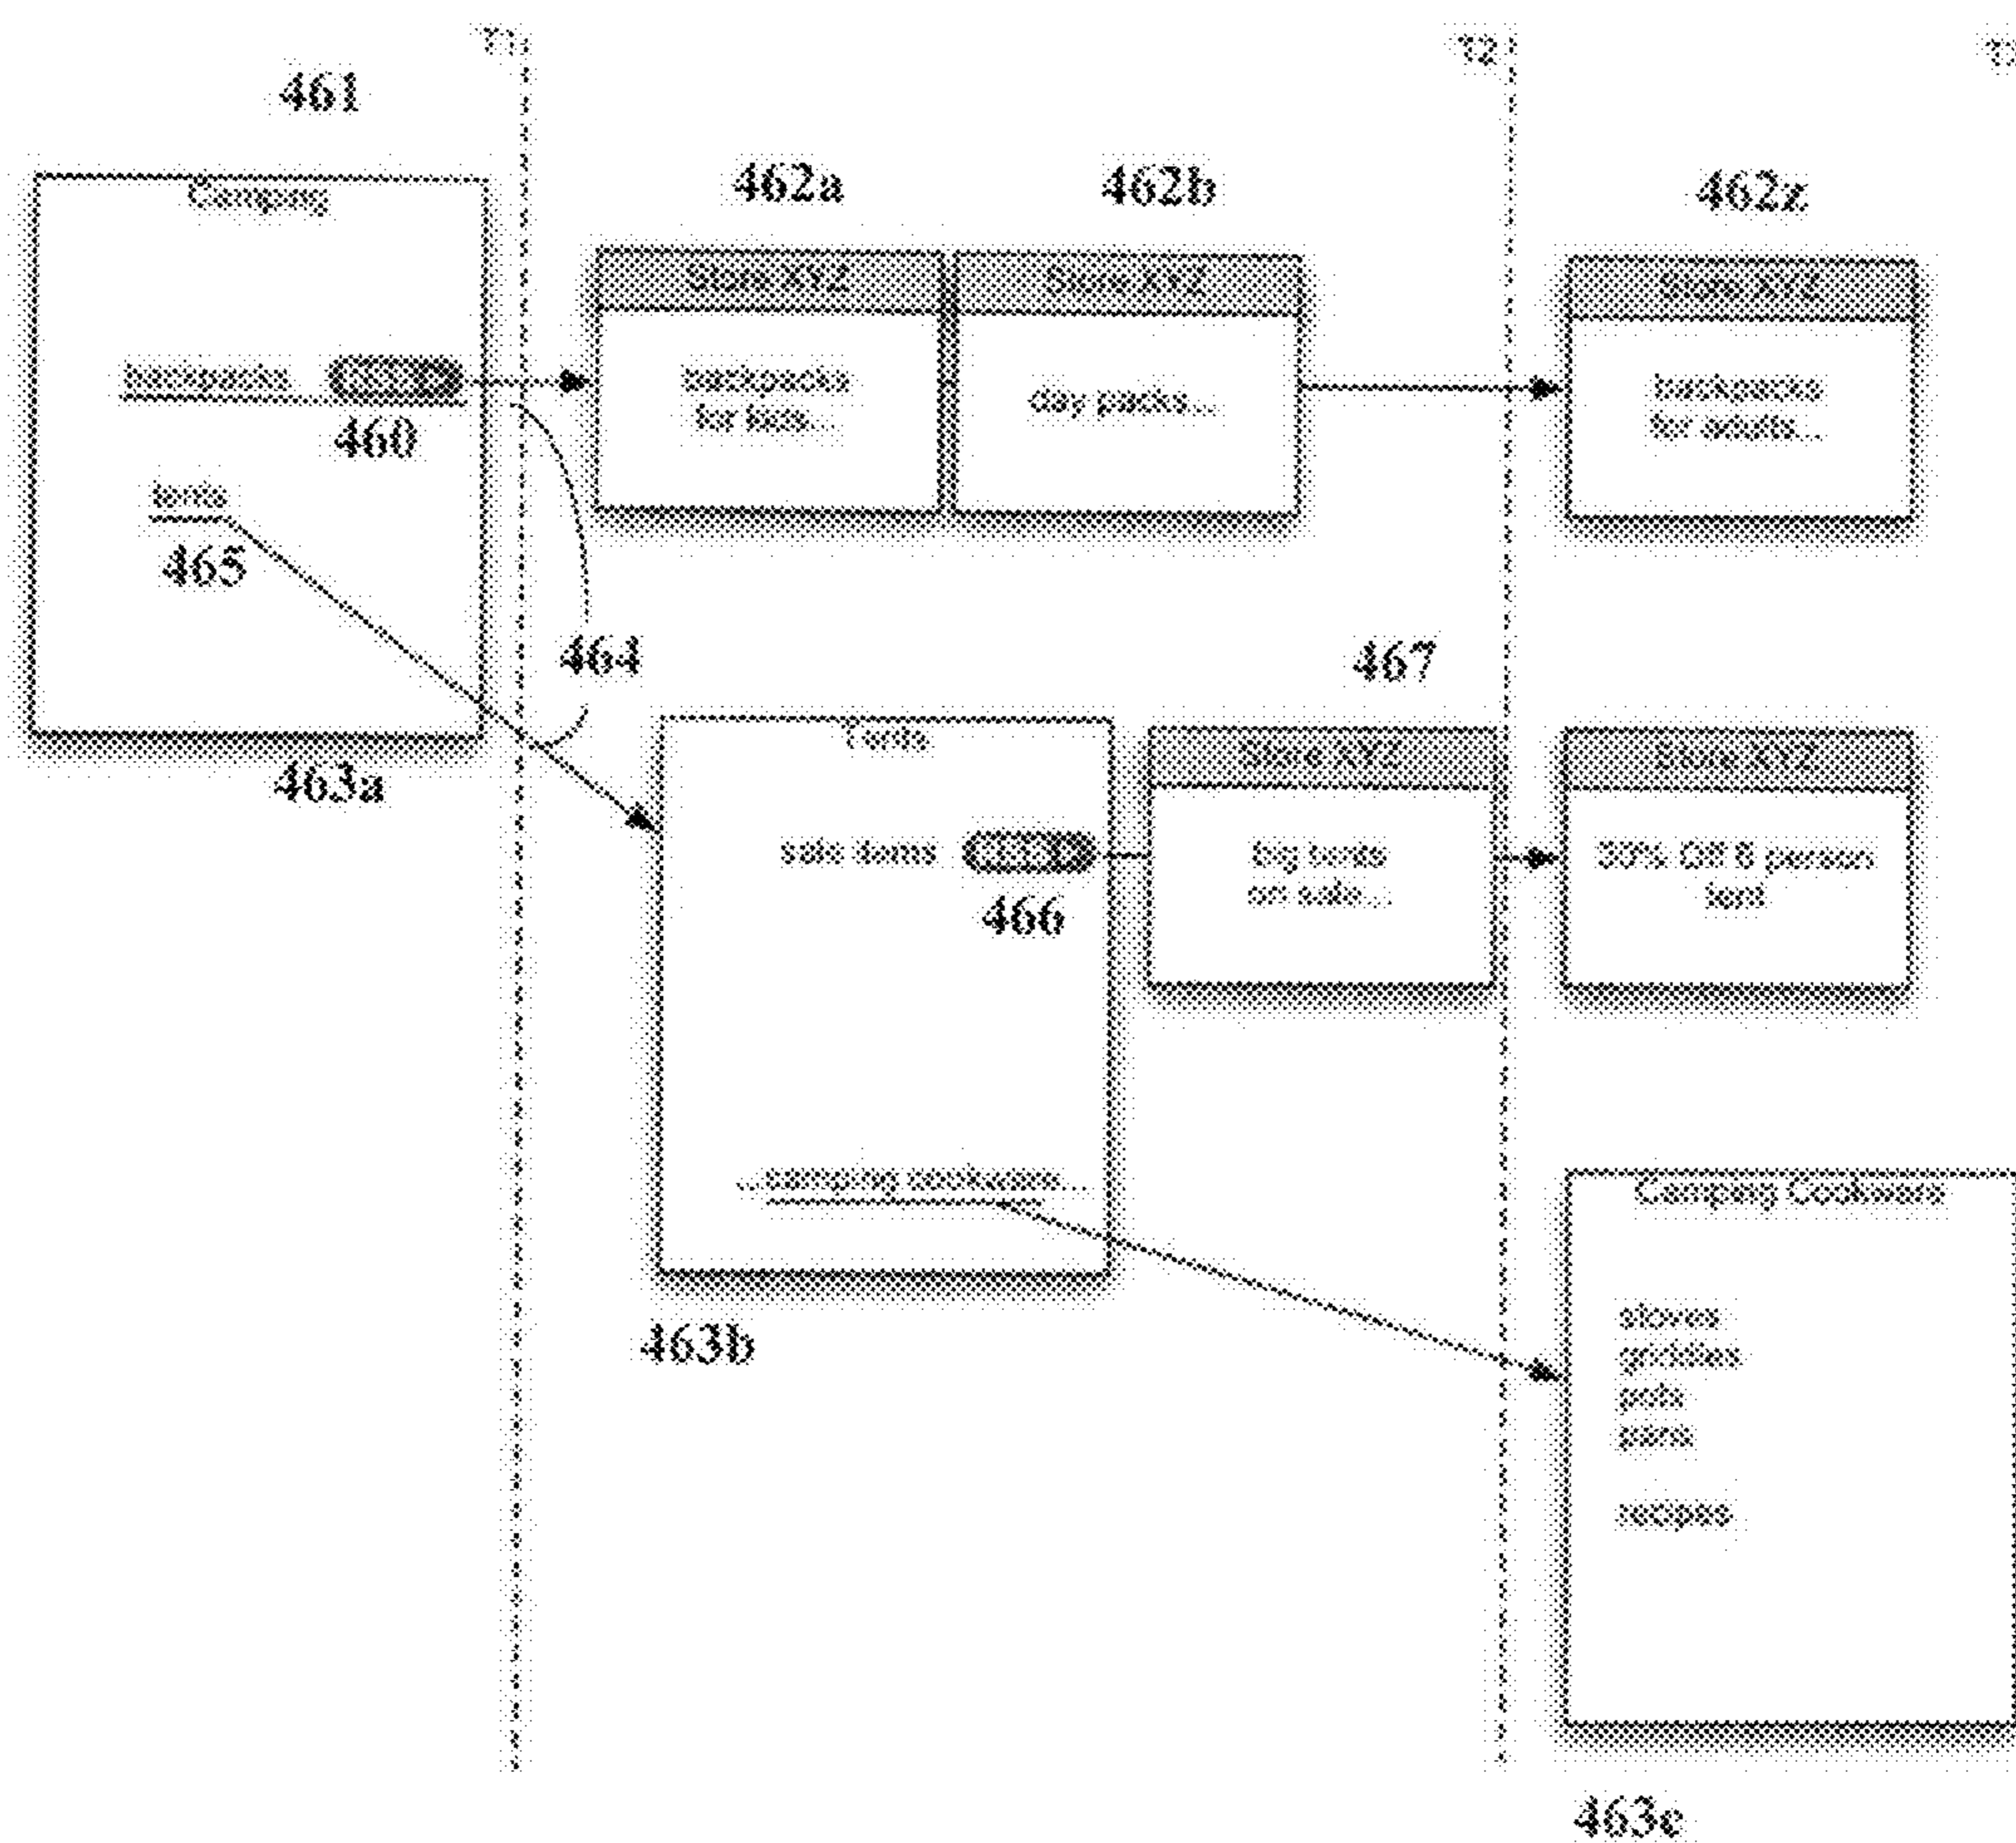 T1
T2
461
462a
462b
462z
Camping
Store XYZ
Store XYZ
Store XYZ
backpacks
460
backpacks
for kids...
day packs...
backpacks
for adults...
tents
465
464
467
463a
Tents
Store XYZ
Store XYZ
sale items
466
big tents
on sale...
Off 8 person
tent
...camping cookware...
463b
Camping Cookware
stoves
griddles
pots
pans
recipes
463c